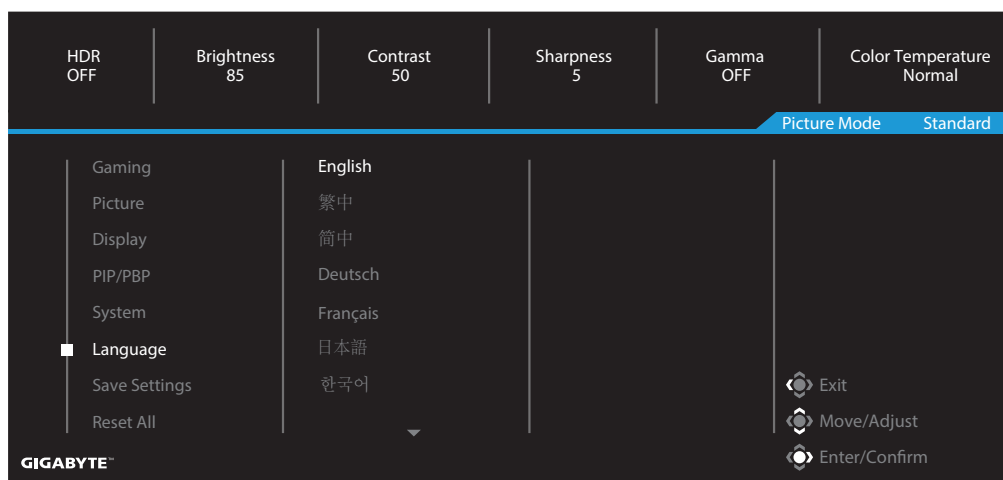 HDR Brightness Contrast Sharpness Gamma Color Temperature
OFF 85 50 5 OFF Normal
Picture Mode Standard
Gaming English
Picture 繁中
Display 简中
PIP/PBP Deutsch
System Français
Language 日本語
Save Settings 한국어 Exit
Reset All Move/Adjust
GIGABYTE™ Enter/Confirm